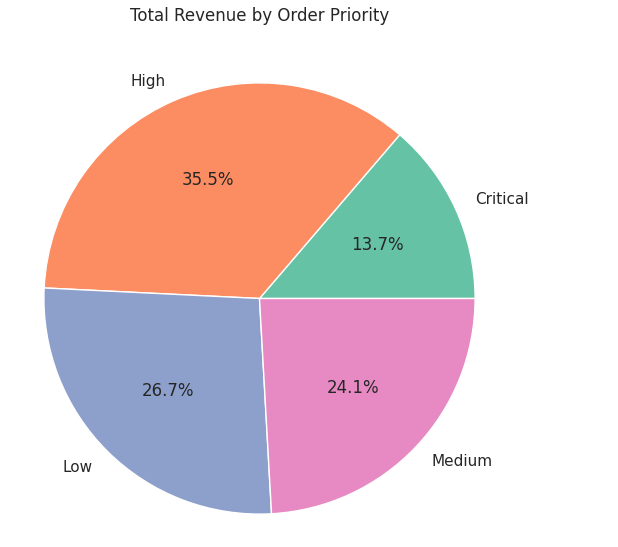 Total Revenue by Order Priority
High
35.5%
Critical
13.7%
26.7%
24.1%
Low
Medium